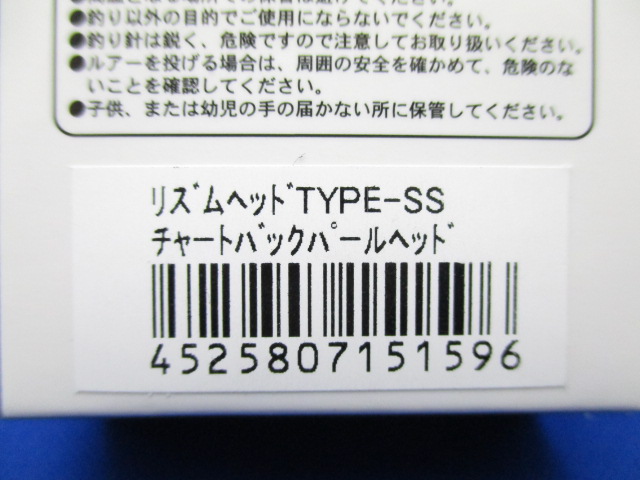 ●釣り以外の目的でご使用にならないでください。
●釣り針は鋭く、危険ですので注意してお取り扱いください。
●ルアーを投げる場合は、周囲の安全を確かめて、危険のな
いことを確認してください。
●子供、または幼児の手の届かない所に保管してください。
ﾘｽﾞﾑﾍｯﾄﾞTYPE-SS
ﾁｬｰﾄﾊﾞｯｸﾊﾟｰﾙﾍｯﾄﾞ
4525807151596